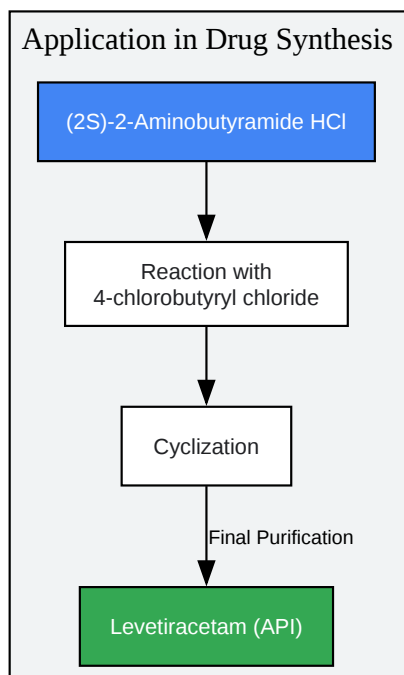 Application in Drug Synthesis
(2S)-2-Aminobutyramide HCl
Reaction with
4-chlorobutyryl chloride
Cyclization
Final Purification
Levetiracetam (API)